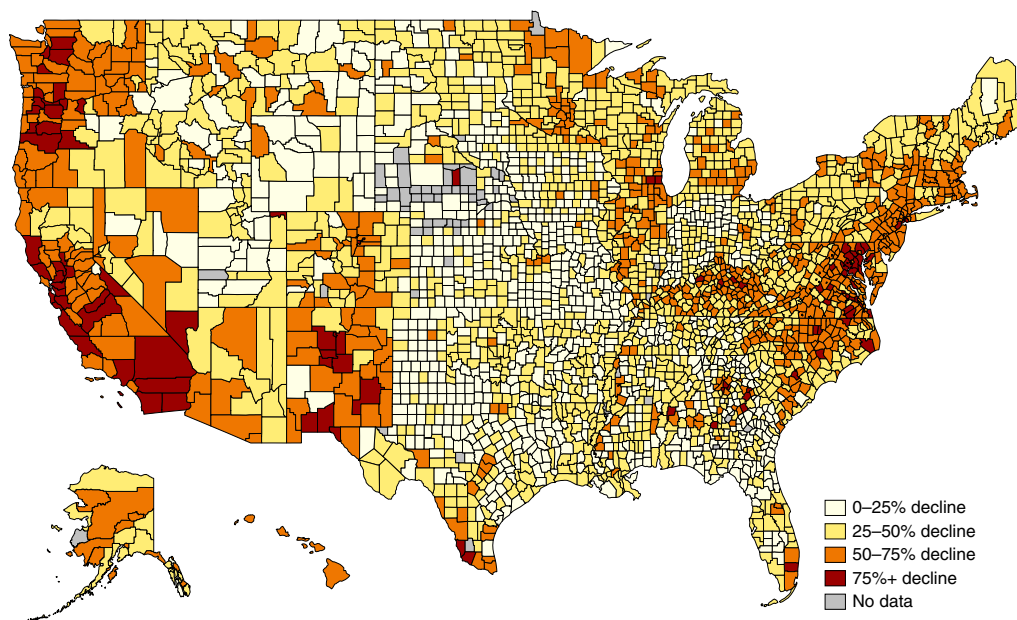 0–25% decline
25–50% decline
50–75% decline
75%+ decline
No data